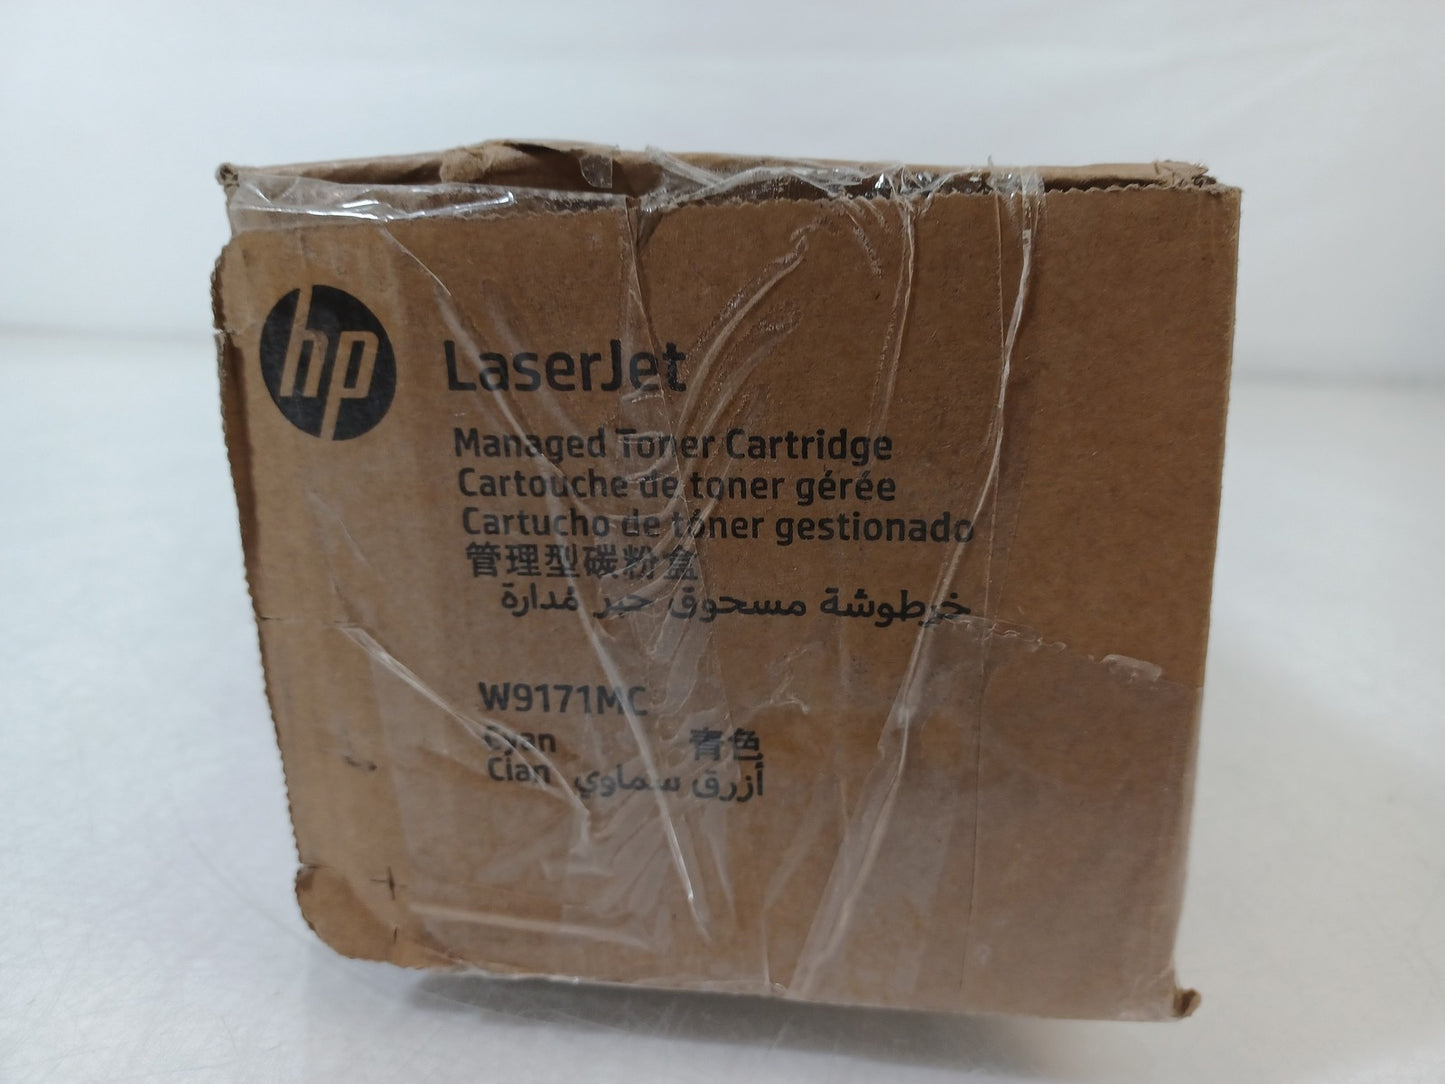 hp
LaserJet
Managed Toner Cartridge
Cartouche de toner gérée
Cartucho de tóner gestionado
管理型碳粉盒
خرطوشة مسحوق حبر مُدارة
W9171MC
Cyan 青色
Cian أزرق سماوي